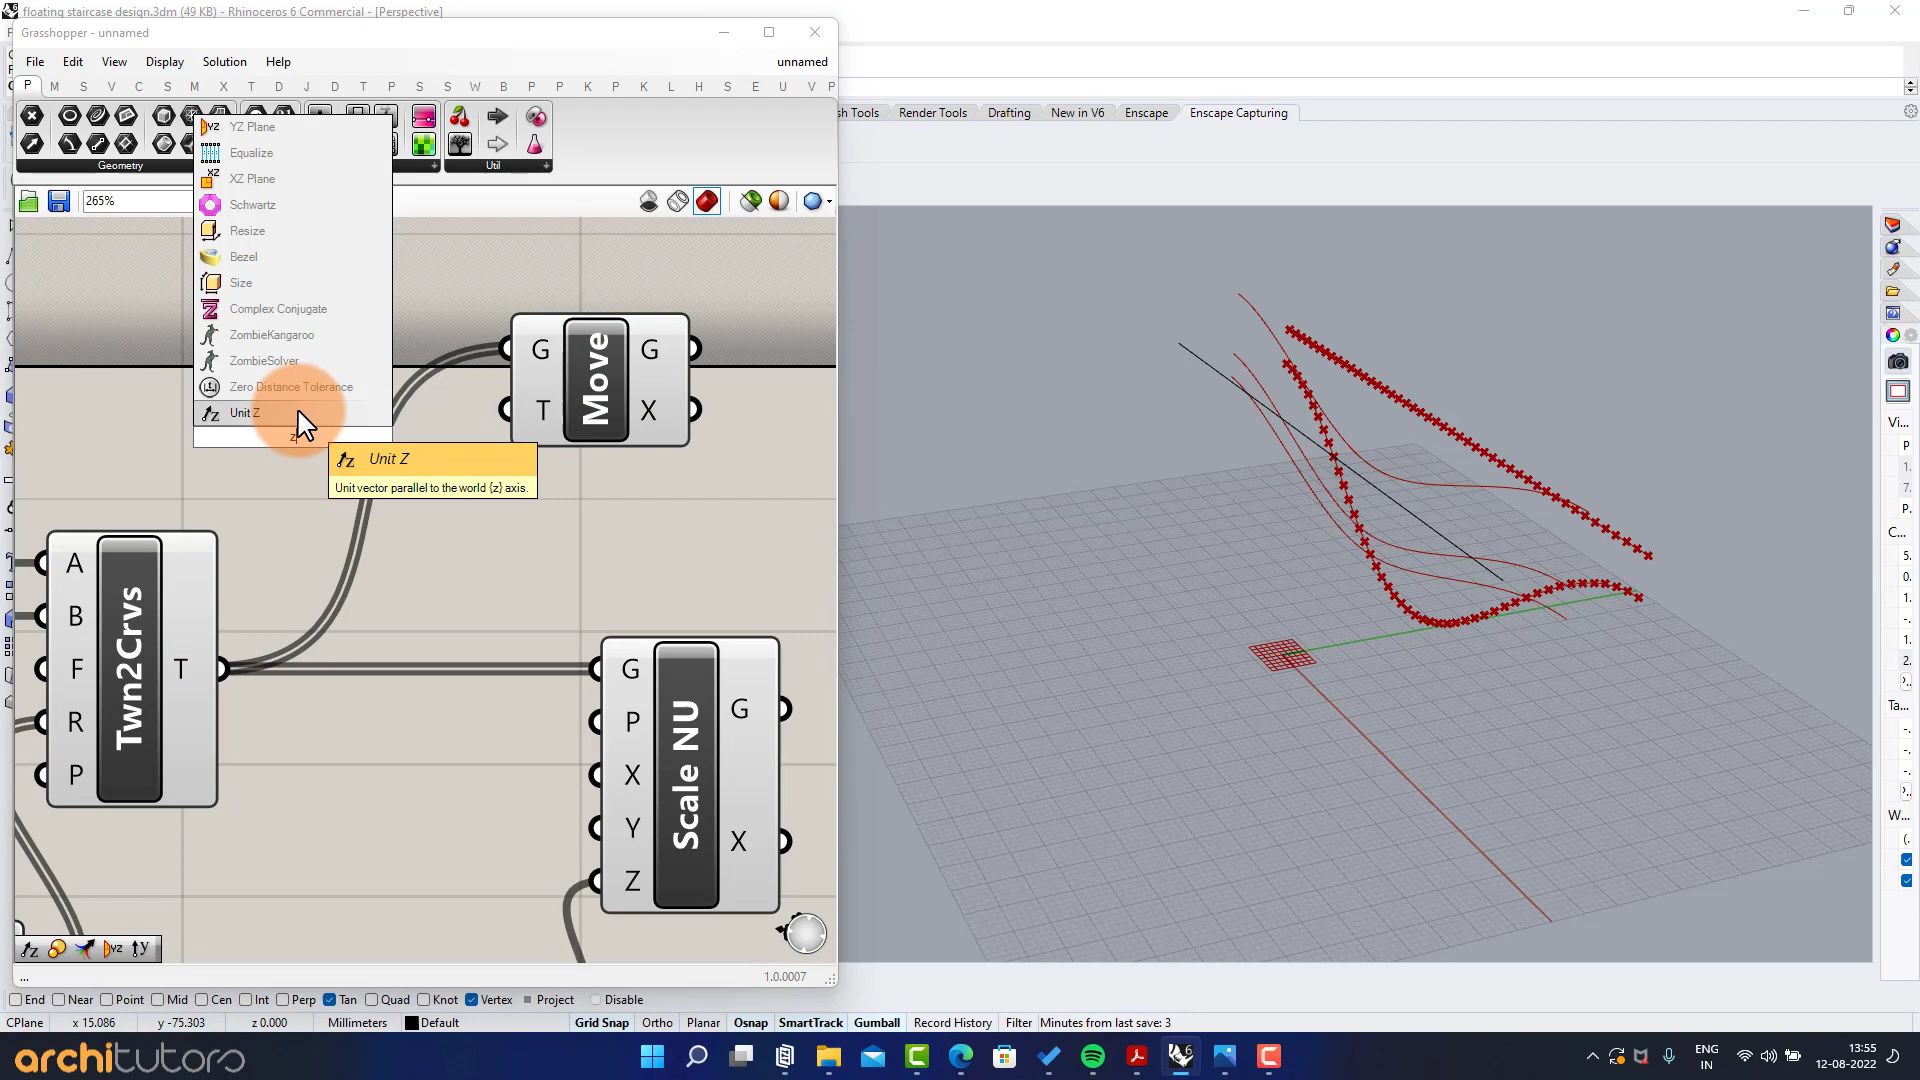 floating staircase design.3dm (49 KB) - Rhinoceros 6 Commercial - [Perspective]
Grasshopper - unnamed
File Edit View Display Solution Help unnamed
P M S V C S M X T D J D T P S S W B P P K P K L H S E U V P
sh Tools Render Tools Drafting New in V6 Enscape Enscape Capturing
Geometry
Util
265%
YZ Plane
Equalize
XZ Plane
Schwartz
Resize
Bezel
Size
Complex Conjugate
ZombieKangaroo
ZombieSolver
Zero Distance Tolerance
Unit Z
z
Unit Z
Unit vector parallel to the world {z} axis.
G Move G
T X
A
B
F Twn2Crvs T
R
P
G
P G
X Scale NU
Y X
Z
...
1.0.0007
Vi...
P
C...
Ta...
W...
End Near Point Mid Cen Int Perp Tan Quad Knot Vertex Project Disable
CPlane x 15.086 y -75.303 z 0.000 Millimeters Default Grid Snap Ortho Planar Osnap SmartTrack Gumball Record History Filter Minutes from last save: 3
architutors
ENG
IN
13:55
12-08-2022